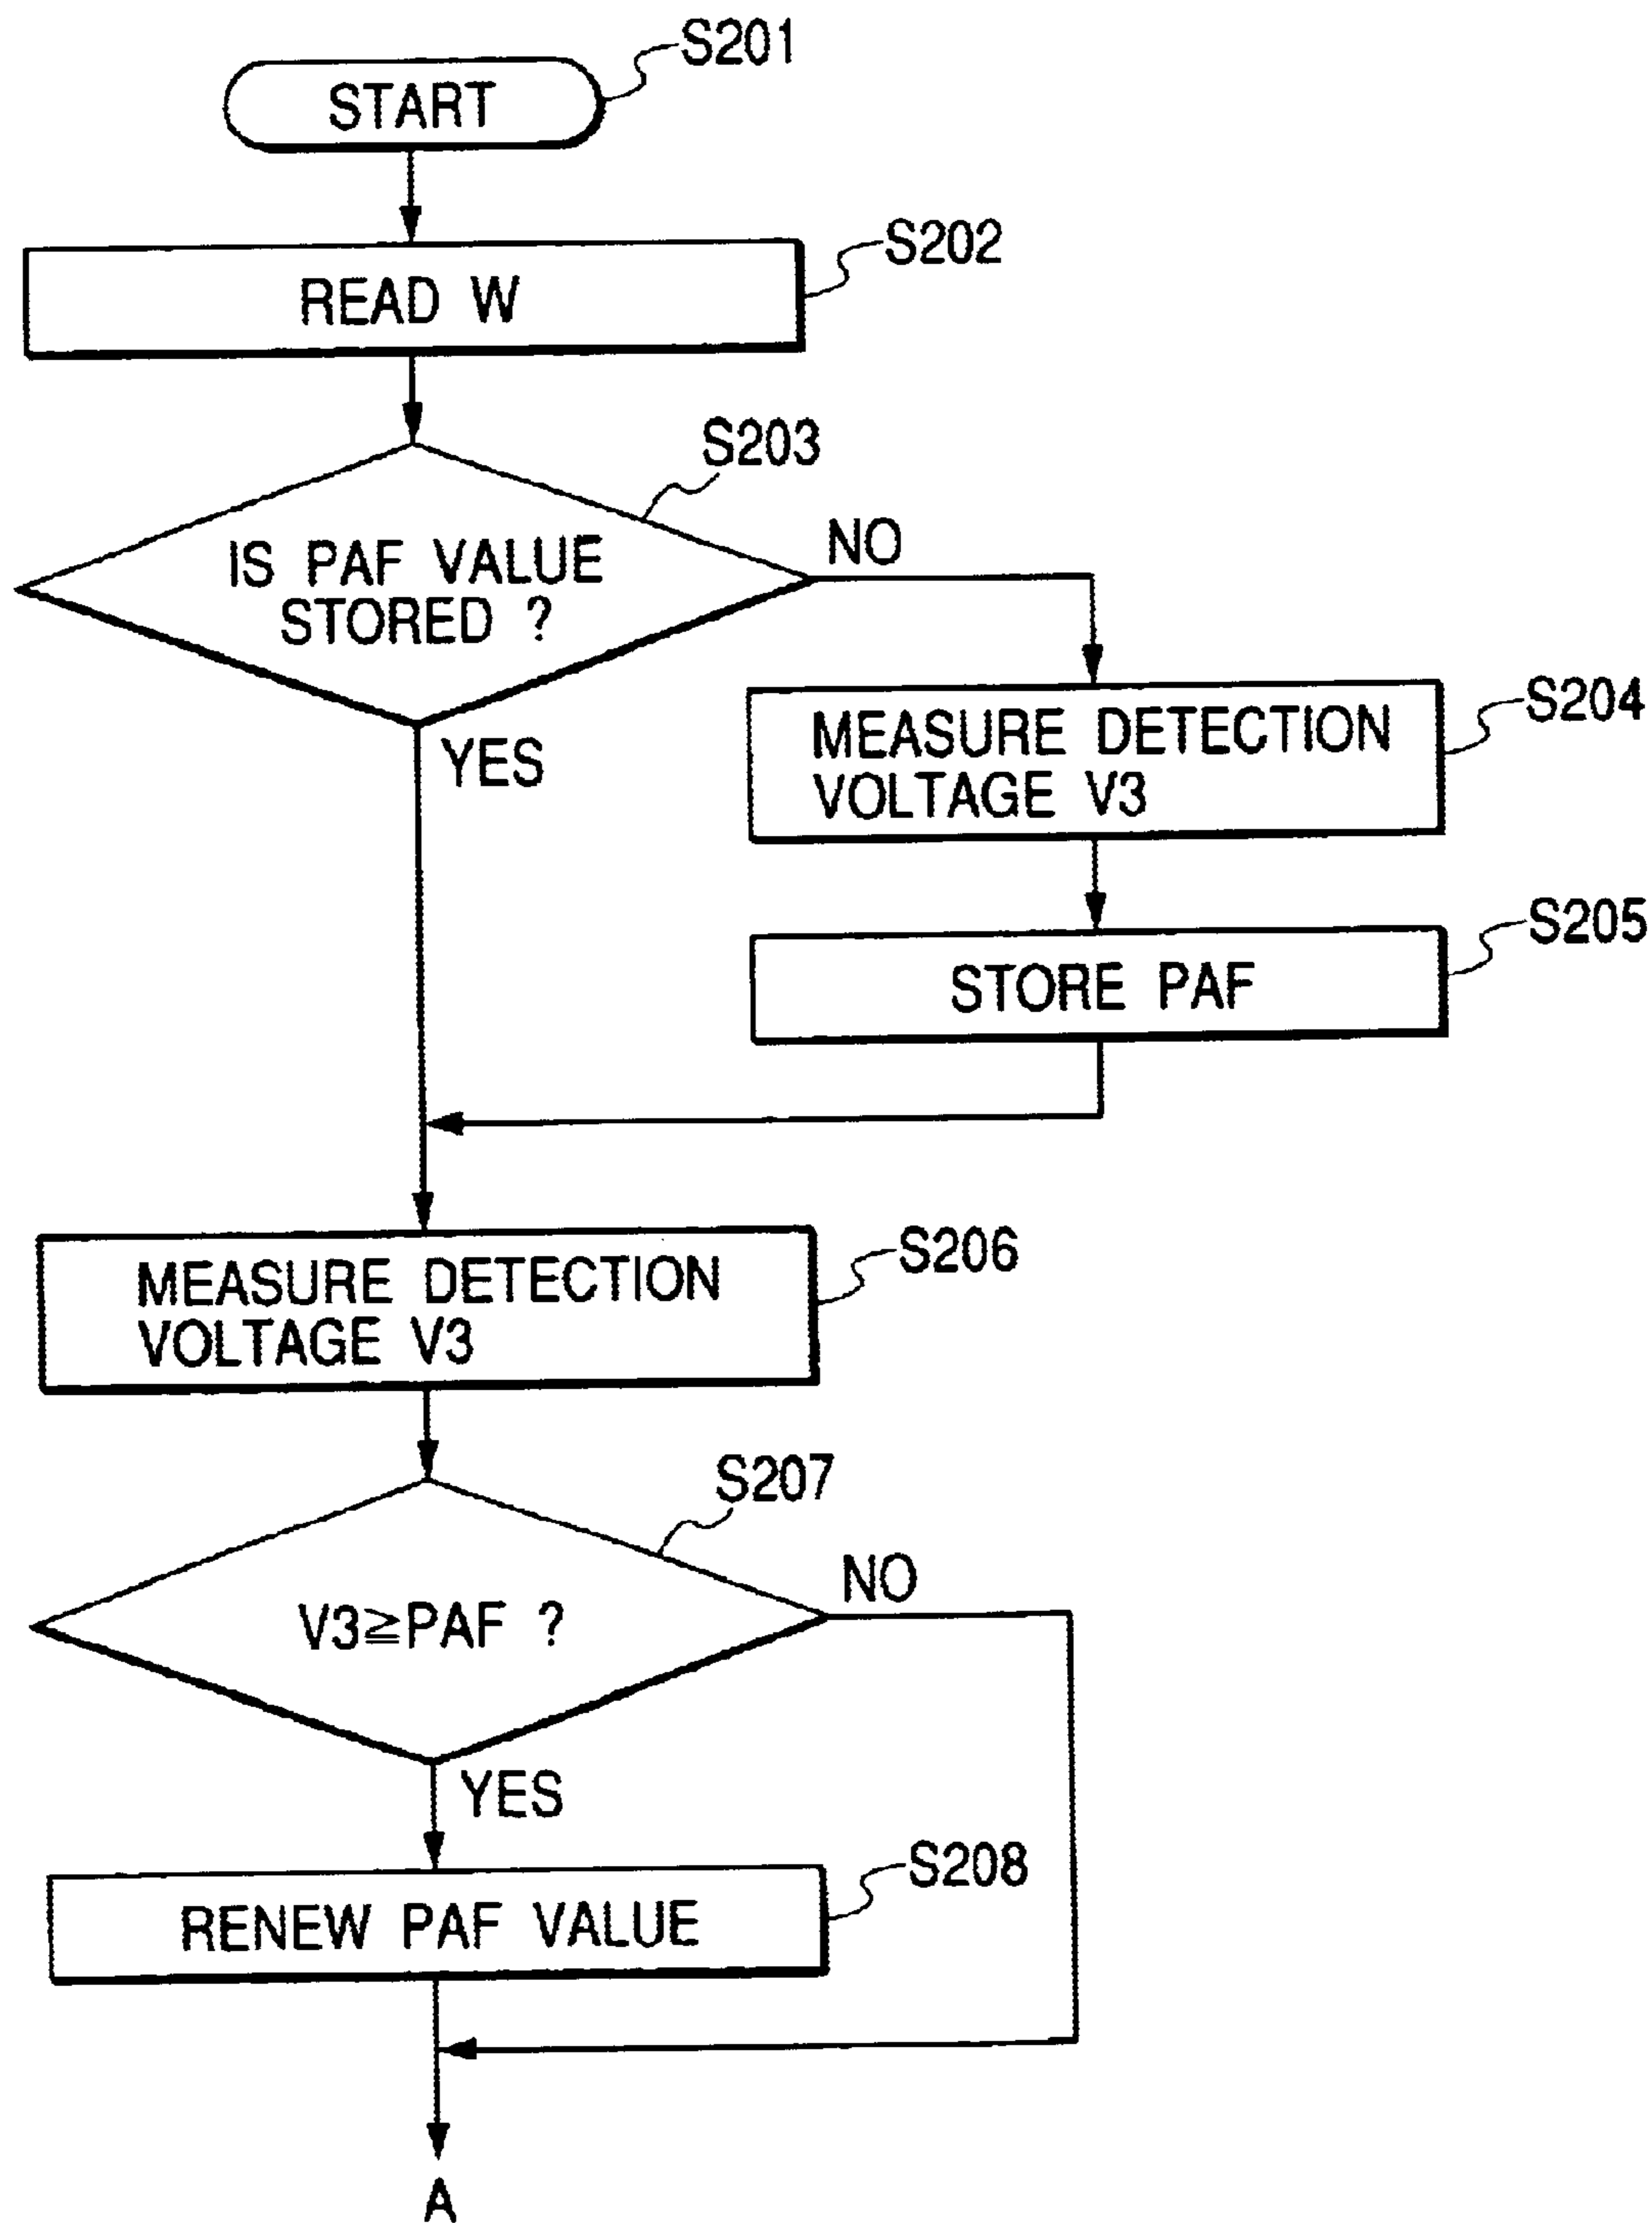 S201
START
S202
READ W
S203
IS PAF VALUE
STORED ?
NO
YES
S204
MEASURE DETECTION
VOLTAGE V3
S205
STORE PAF
S206
MEASURE DETECTION
VOLTAGE V3
S207
V3≧PAF ?
NO
YES
S208
RENEW PAF VALUE
A